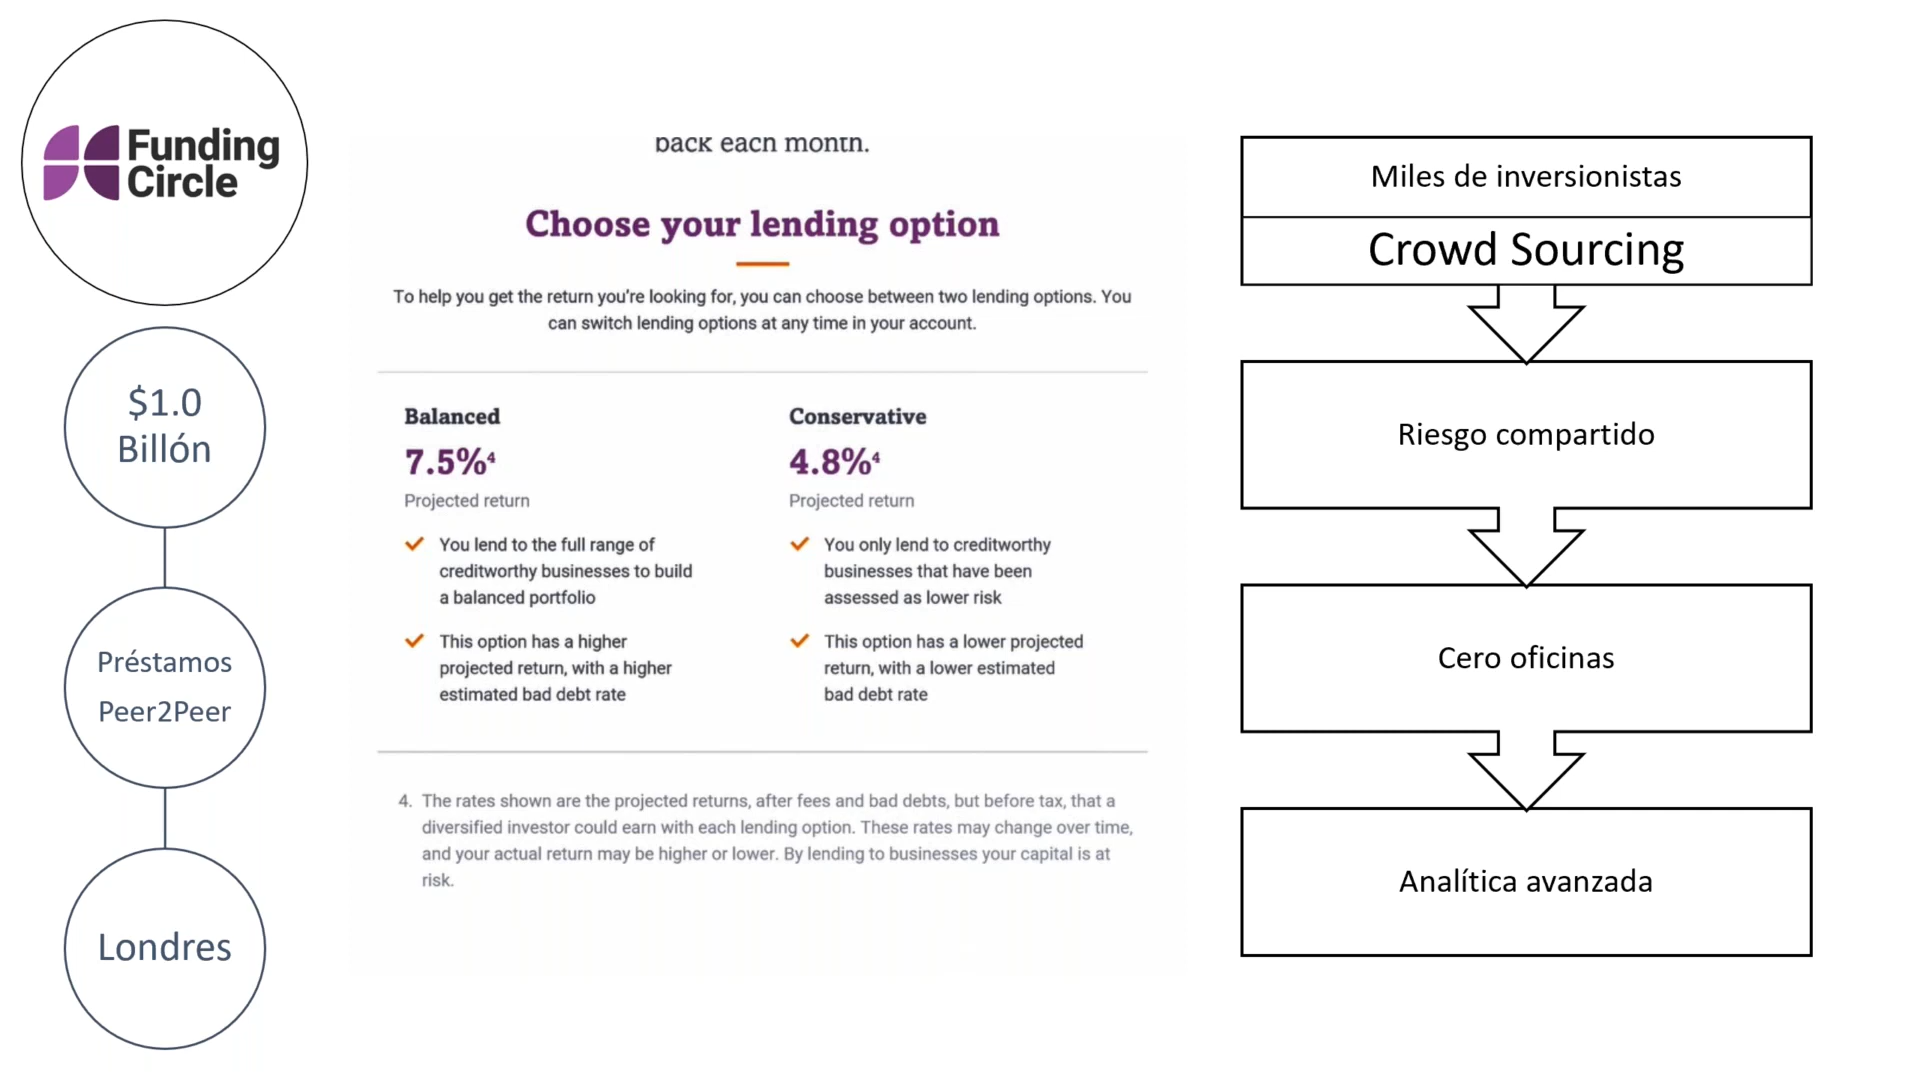 Funding
Circle
$1.0
Billón
Préstamos
Peer2Peer
Londres
back each month.
Choose your lending option
To help you get the return you're looking for, you can choose between two lending options. You
can switch lending options at any time in your account.
Balanced
7.5%4
Projected return
You lend to the full range of
creditworthy businesses to build
a balanced portfolio
This option has a higher
projected return, with a higher
estimated bad debt rate
Conservative
4.8%4
Projected return
You only lend to creditworthy
businesses that have been
assessed as lower risk
This option has a lower projected
return, with a lower estimated
bad debt rate
4. The rates shown are the projected returns, after fees and bad debts, but before tax, that a
diversified investor could earn with each lending option. These rates may change over time,
and your actual return may be higher or lower. By lending to businesses your capital is at
risk.
Miles de inversionistas
Crowd Sourcing
Riesgo compartido
Cero oficinas
Analítica avanzada